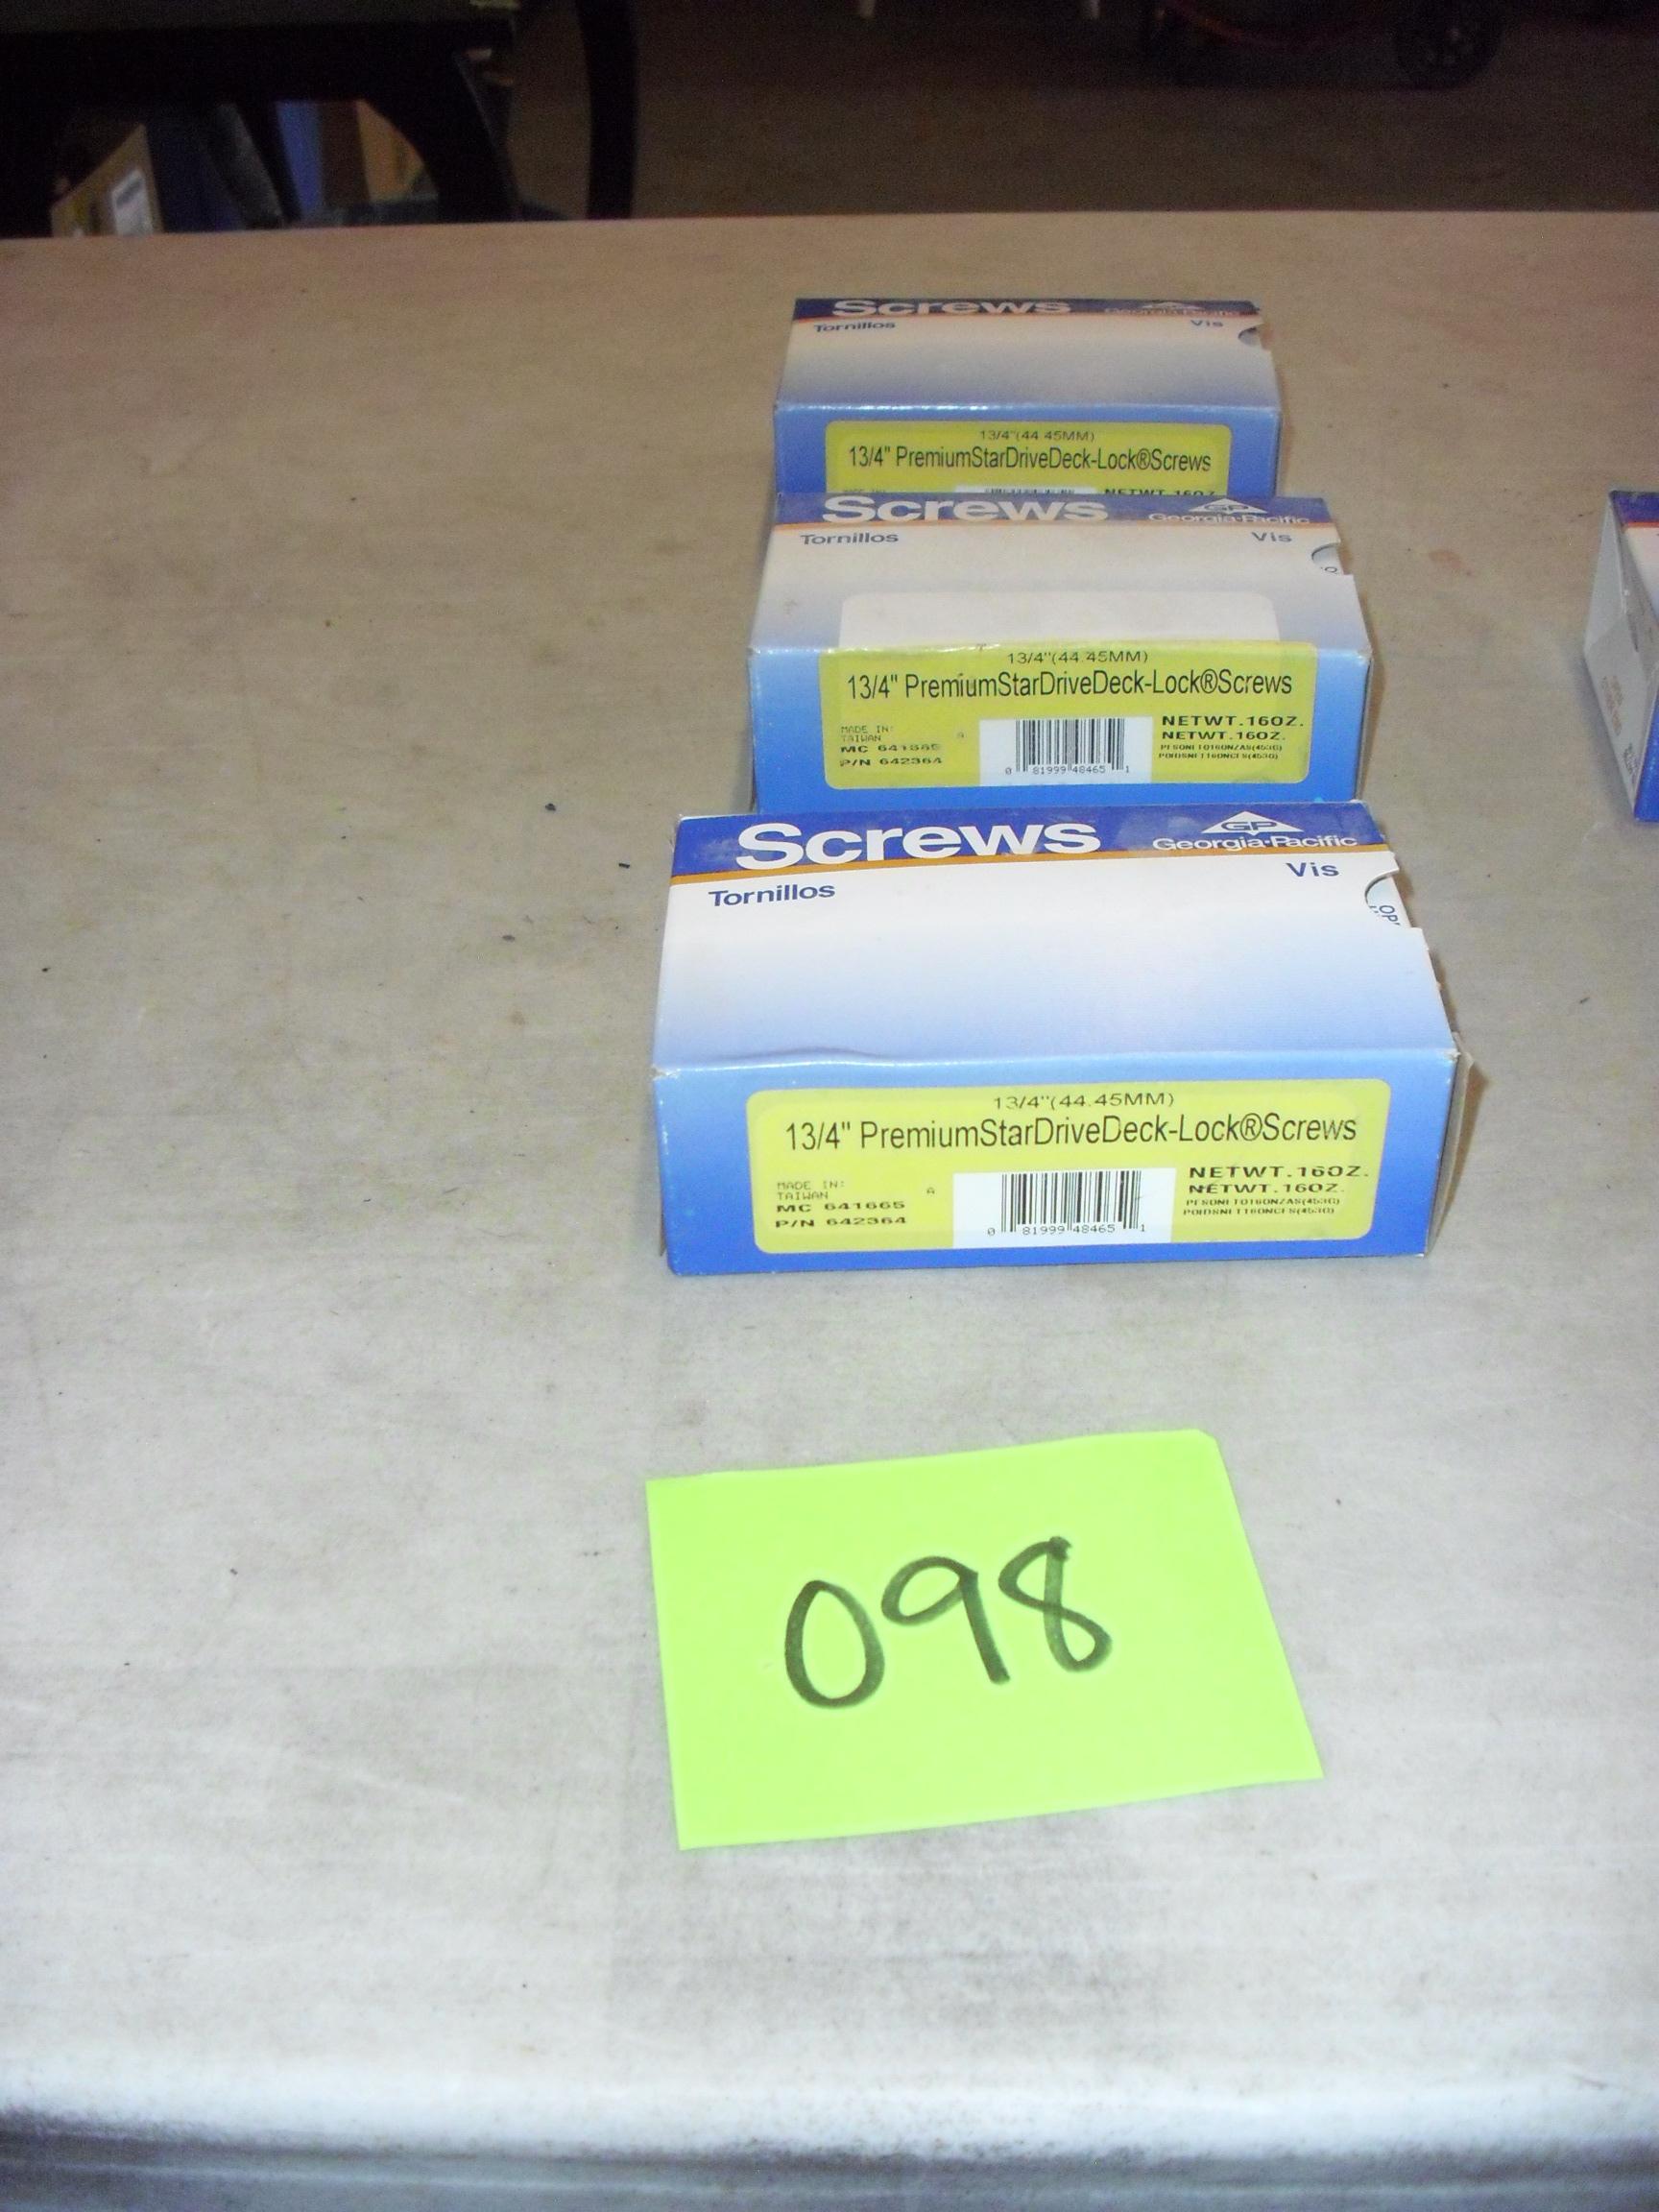 Screws
Tornillos
Vis
13/4"(44.45MM)
13/4" PremiumStarDriveDeck-Lock®Screws
NETWT.16OZ.
Screws
GP
Georgia-Pacific
Tornillos
Vis
13/4"(44.45MM)
13/4" PremiumStarDriveDeck-Lock®Screws
MADE IN:
TAIWAN
A
MC 641665
P/N 642364
0 81999 48465 1
NETWT.16OZ.
NETWT.16OZ.
Screws
GP
Georgia-Pacific
Tornillos
Vis
13/4"(44.45MM)
13/4" PremiumStarDriveDeck-Lock®Screws
MADE IN:
TAIWAN
A
MC 641665
P/N 642364
0 81999 48465 1
NETWT.16OZ.
NETWT.16OZ.
098